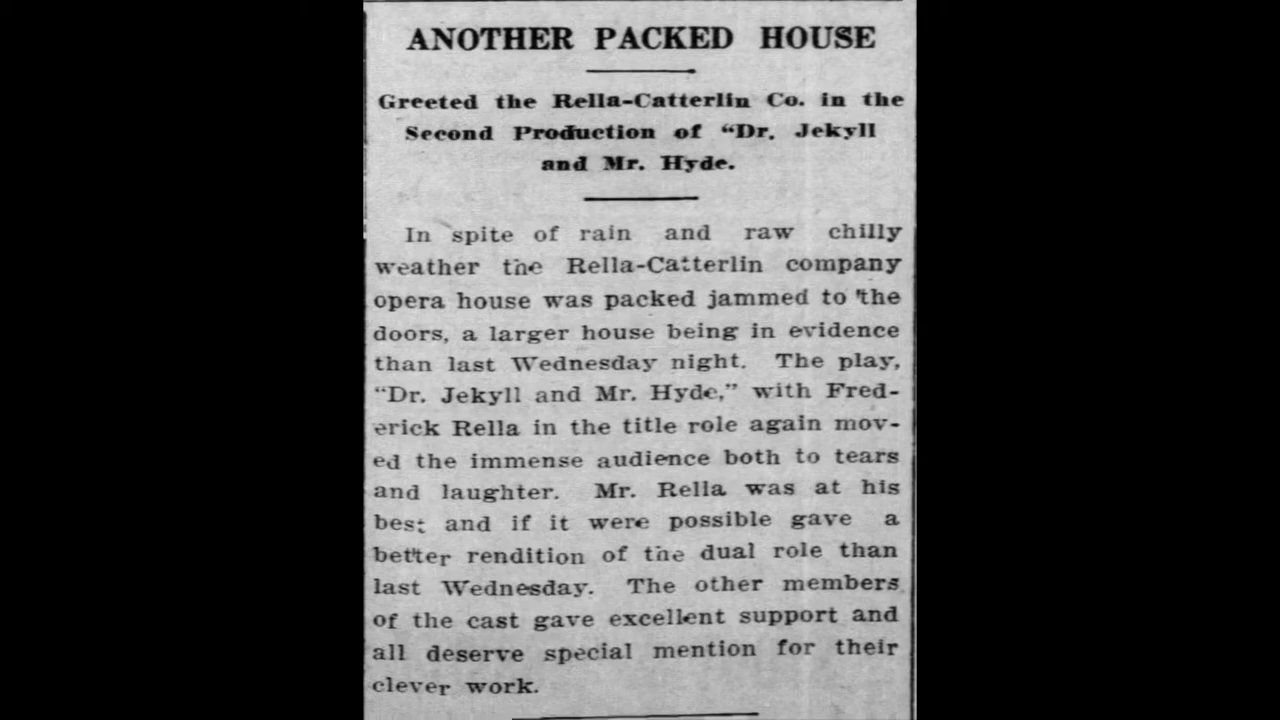 ANOTHER PACKED HOUSE
Greeted the Rella-Catterlin Co. in the
Second Production of “Dr. Jekyll
and Mr. Hyde.
In spite of rain and raw chilly
weather the Rella-Catterlin company
opera house was packed jammed to the
doors, a larger house being in evidence
than last Wednesday night. The play,
“Dr. Jekyll and Mr. Hyde,” with Fred-
erick Rella in the title role again mov-
ed the immense audience both to tears
and laughter. Mr. Rella was at his
best and if it were possible gave a
better rendition of the dual role than
last Wednesday. The other members
of the cast gave excellent support and
all deserve special mention for their
clever work.